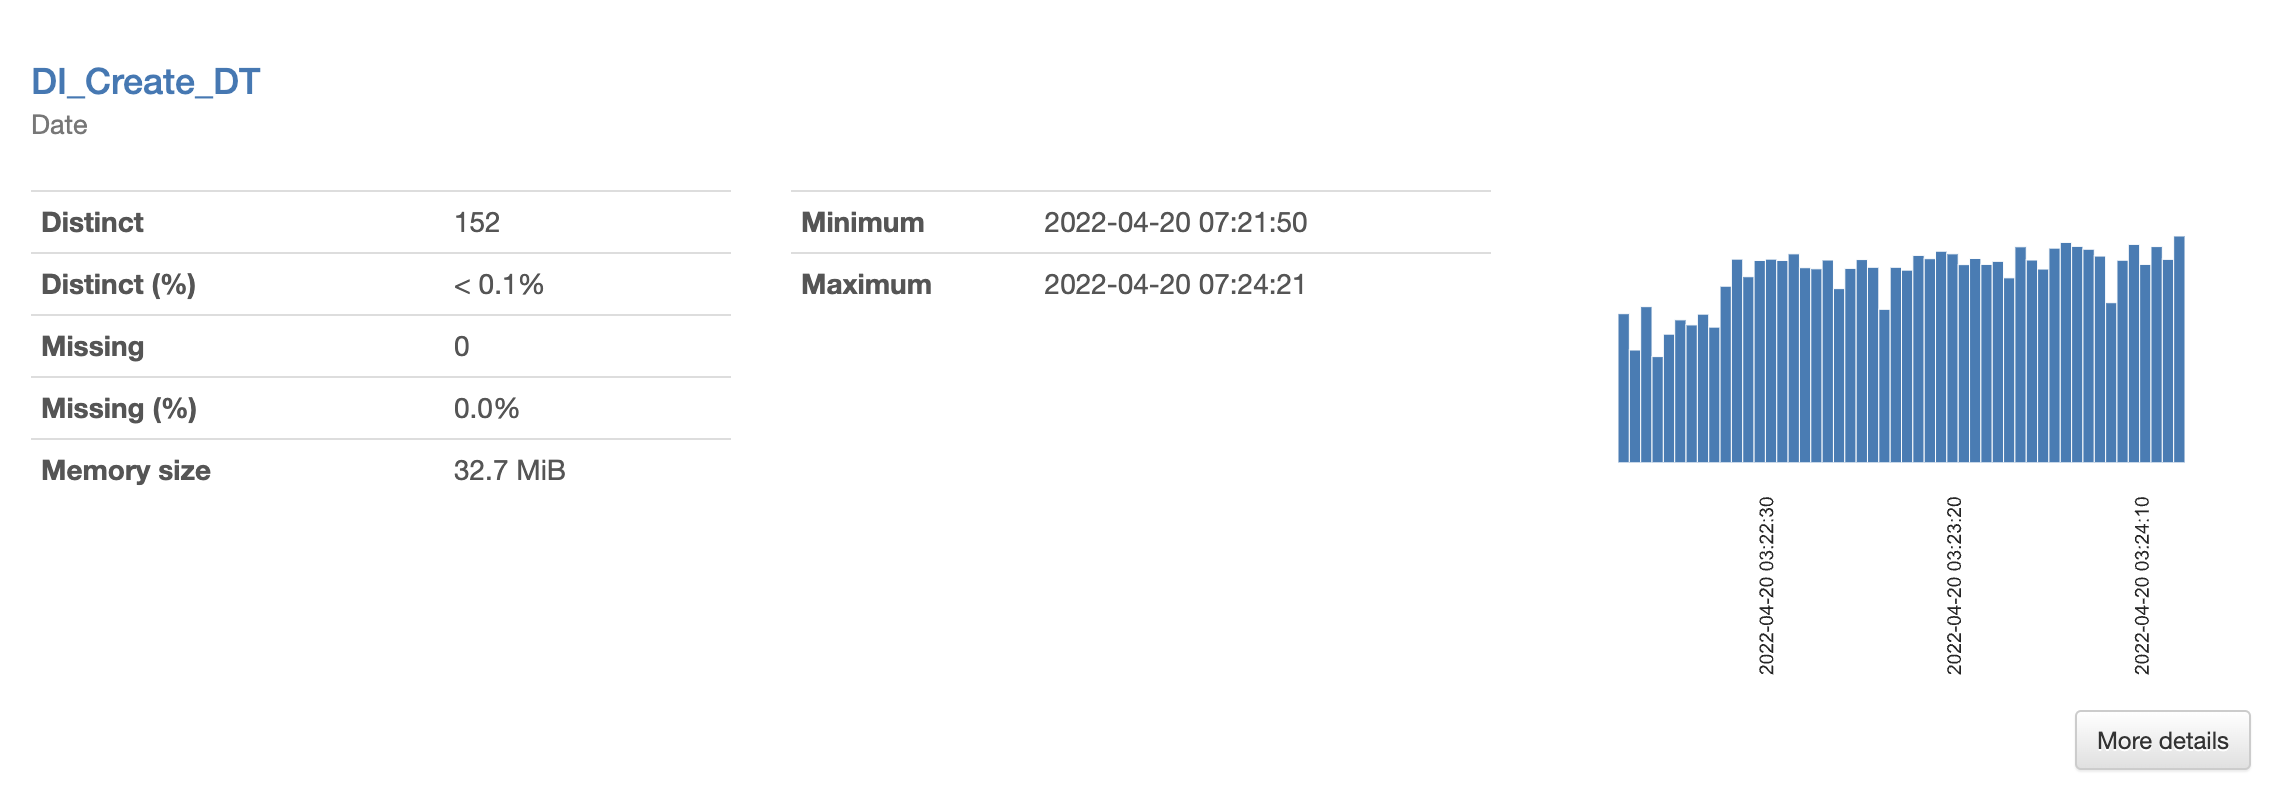 DI_Create_DT
Date
Distinct 152
Distinct (%) < 0.1%
Missing 0
Missing (%) 0.0%
Memory size 32.7 MiB
Minimum 2022-04-20 07:21:50
Maximum 2022-04-20 07:24:21
2022-04-20 03:22:30
2022-04-20 03:23:20
2022-04-20 03:24:10
More details